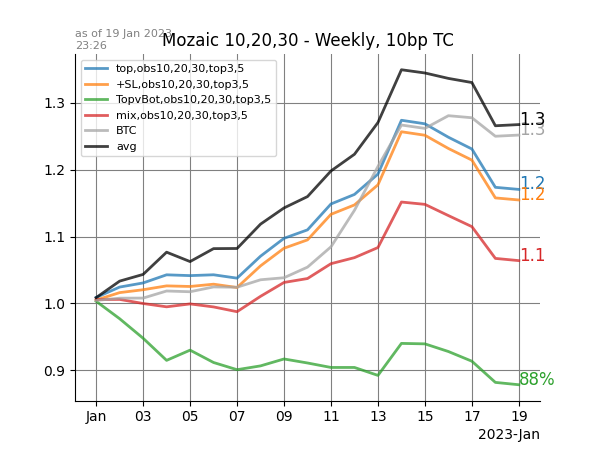 as of 19 Jan 2023
23:26
Mozaic 10,20,30 - Weekly, 10bp TC
top,obs10,20,30,top3,5
+SL,obs10,20,30,top3,5
TopvBot,obs10,20,30,top3,5
mix,obs10,20,30,top3,5
BTC
avg
1.3
1.2
1.1
1.0
0.9
1.3
1.3
1.2
1.2
1.1
88%
Jan 03 05 07 09 11 13 15 17 19
2023-Jan